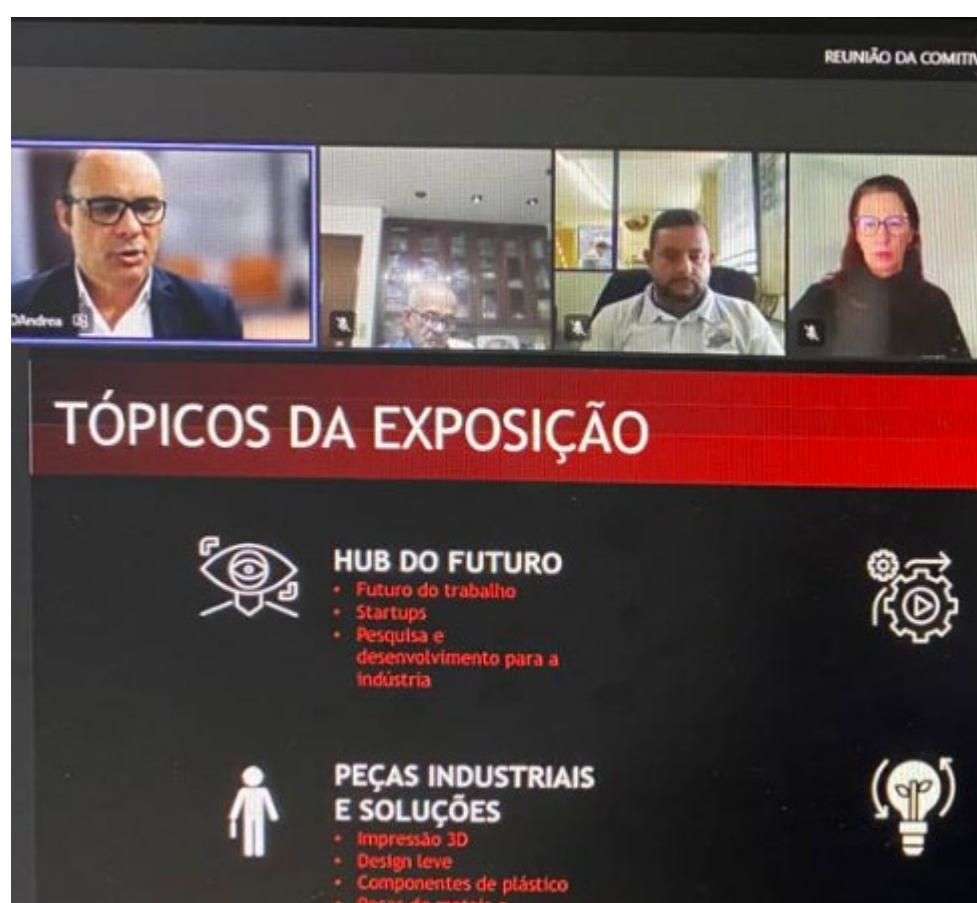 REUNIÃO DA COMITIV
DAndrea
TÓPICOS DA EXPOSIÇÃO
HUB DO FUTURO
• Futuro do trabalho
• Startups
• Pesquisa e
desenvolvimento para a
indústria
PEÇAS INDUSTRIAIS
E SOLUÇÕES
• Impressão 3D
• Design leve
• Componentes de plástico